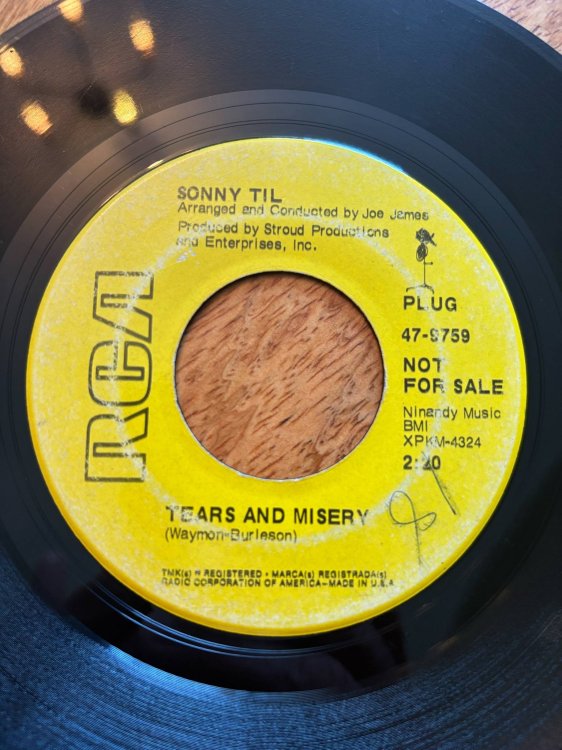 SONNY TIL
Arranged and Conducted by Joe James
Produced by Stroud Productions
and Enterprises, Inc.
RCA
PLUG
47-9759
NOT
FOR SALE
Ninandy Music
BMI
XPKM-4324
2:20
TEARS AND MISERY
(Waymon-Burleson)
TMK(s) ® REGISTERED • MARCA(s) REGISTRADA(s)
RADIO CORPORATION OF AMERICA—MADE IN U.S.A.